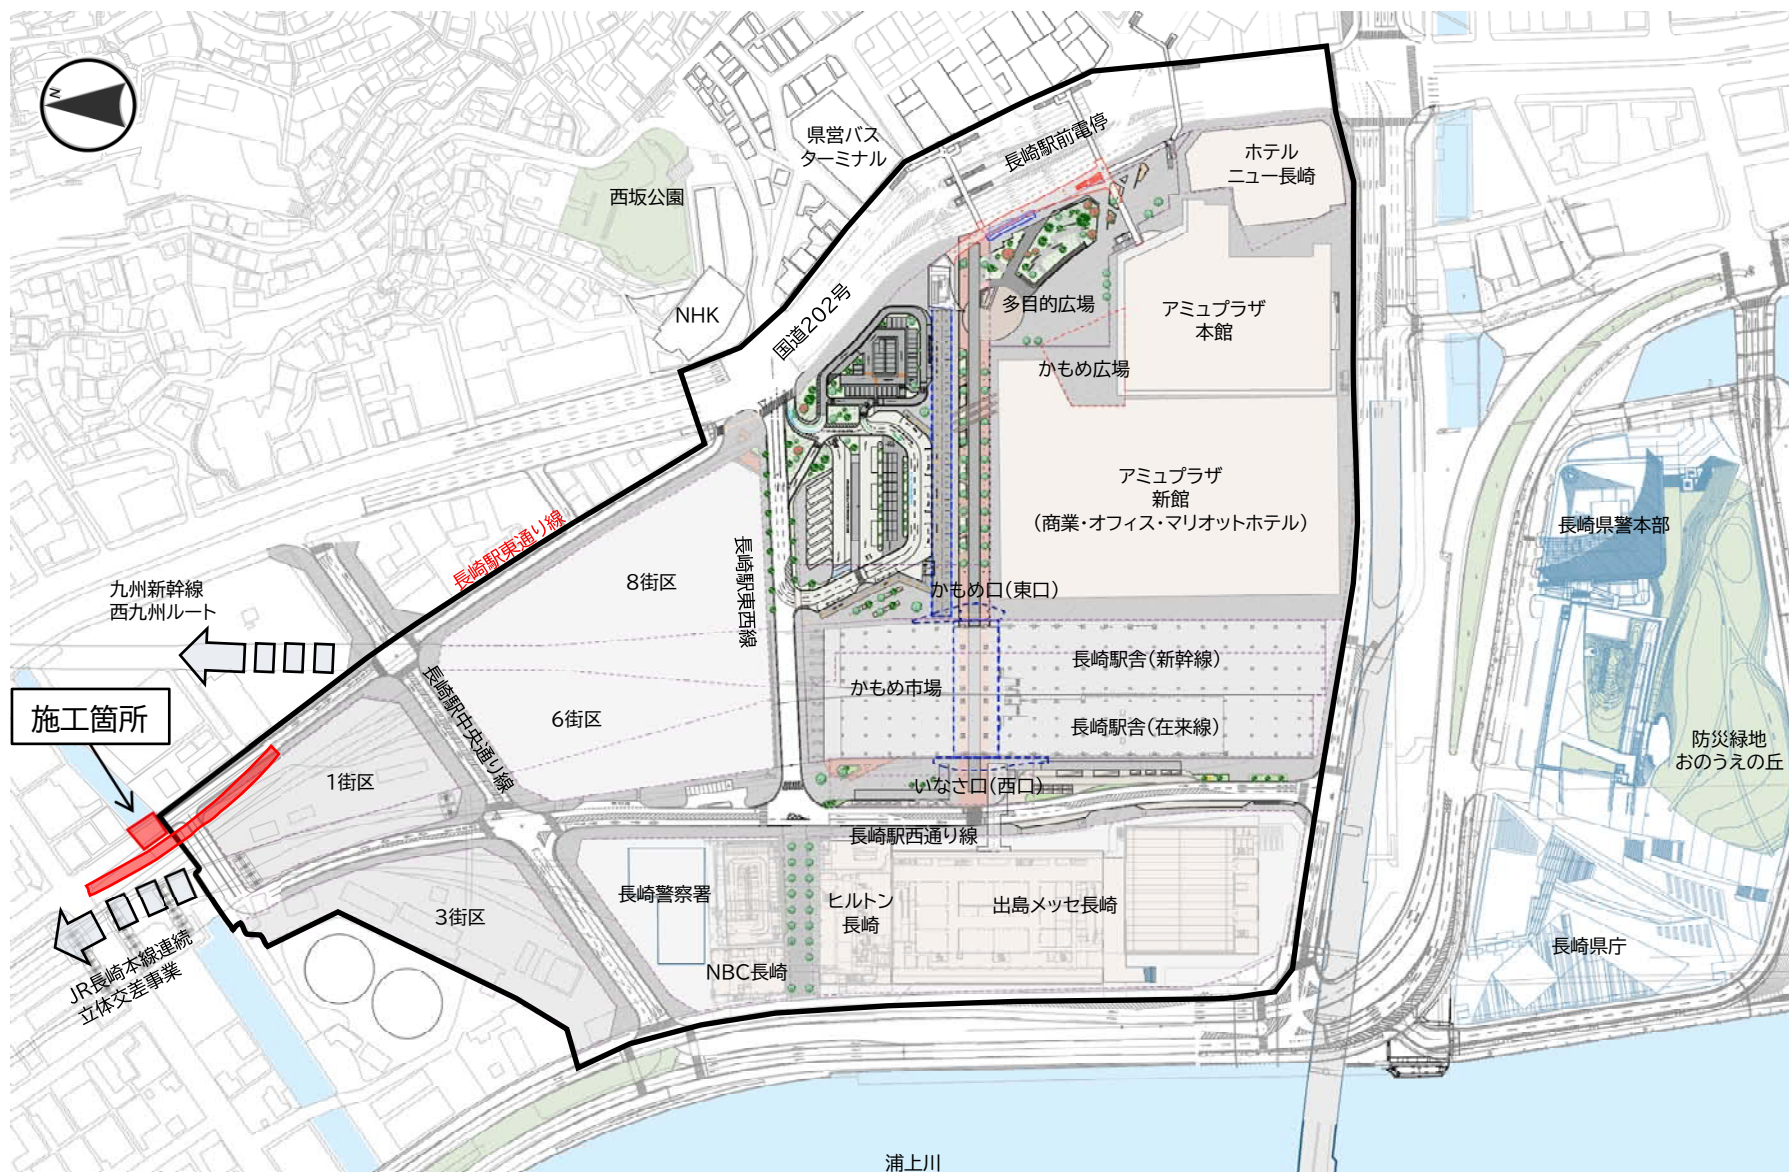 N
県営バス
ターミナル
長崎駅前電停
ホテル
ニュー長崎
西坂公園
NHK
国道202号
多目的広場
アミュプラザ
本館
かもめ広場
アミュプラザ
新館
(商業・オフィス・マリオットホテル)
長崎県警本部
長崎駅東通り線
長崎駅東西線
九州新幹線
西九州ルート
8街区
かもめ口(東口)
長崎駅舎(新幹線)
かもめ市場
長崎駅中央通り線
施工箇所
6街区
長崎駅舎(在来線)
防災緑地
おのうえの丘
1街区
いなさ口(西口)
長崎駅西通り線
長崎警察署
ヒルトン
長崎
出島メッセ長崎
3街区
長崎県庁
NBC長崎
JR長崎本線連続
立体交差事業
浦上川